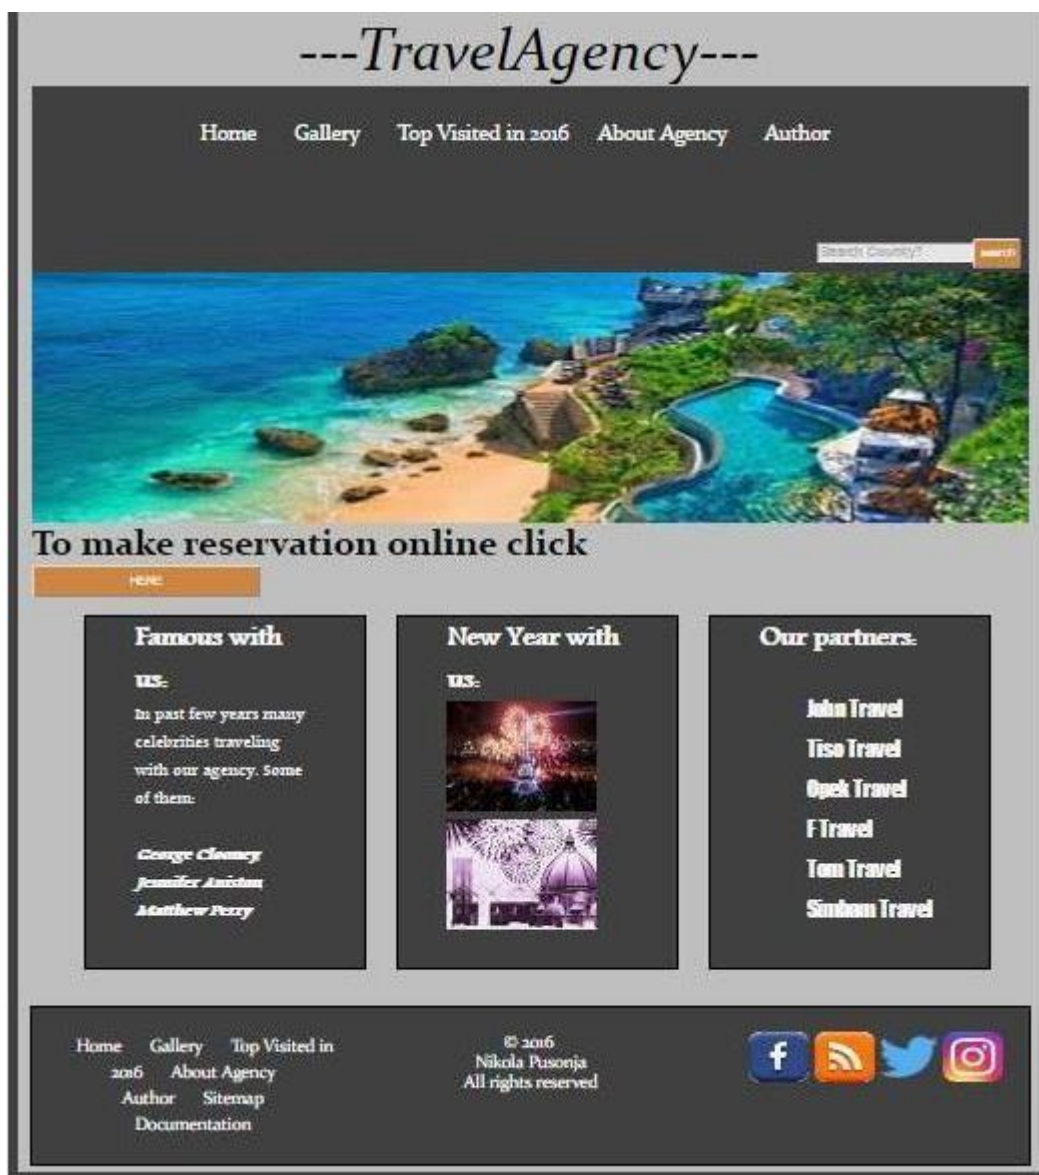 ---TravelAgency---
Home Gallery Top Visited in 2016 About Agency Author
Search Country? search
To make reservation online click
HERE
Famous with
us:
In past few years many
celebrities traveling
with our agency. Some
of them:
George Clooney
Jennifer Aniston
Matthew Perry
New Year with
us:
Our partners:
John Travel
Tiso Travel
Opek Travel
F Travel
Tom Travel
Simbam Travel
Home Gallery Top Visited in
2016 About Agency
Author Sitemap
Documentation
© 2016
Nikola Pusonja
All rights reserved
f